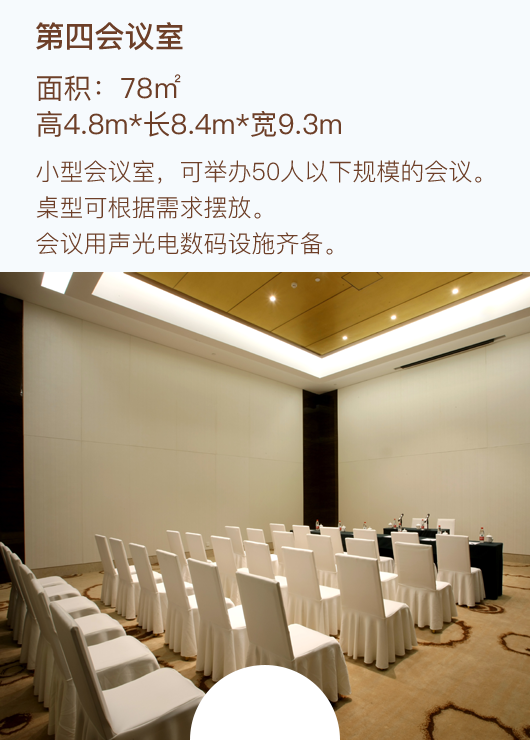 第四会议室
面积：78㎡
高4.8m*长8.4m*宽9.3m
小型会议室，可举办50人以下规模的会议。
桌型可根据需求摆放。
会议用声光电数码设施齐备。